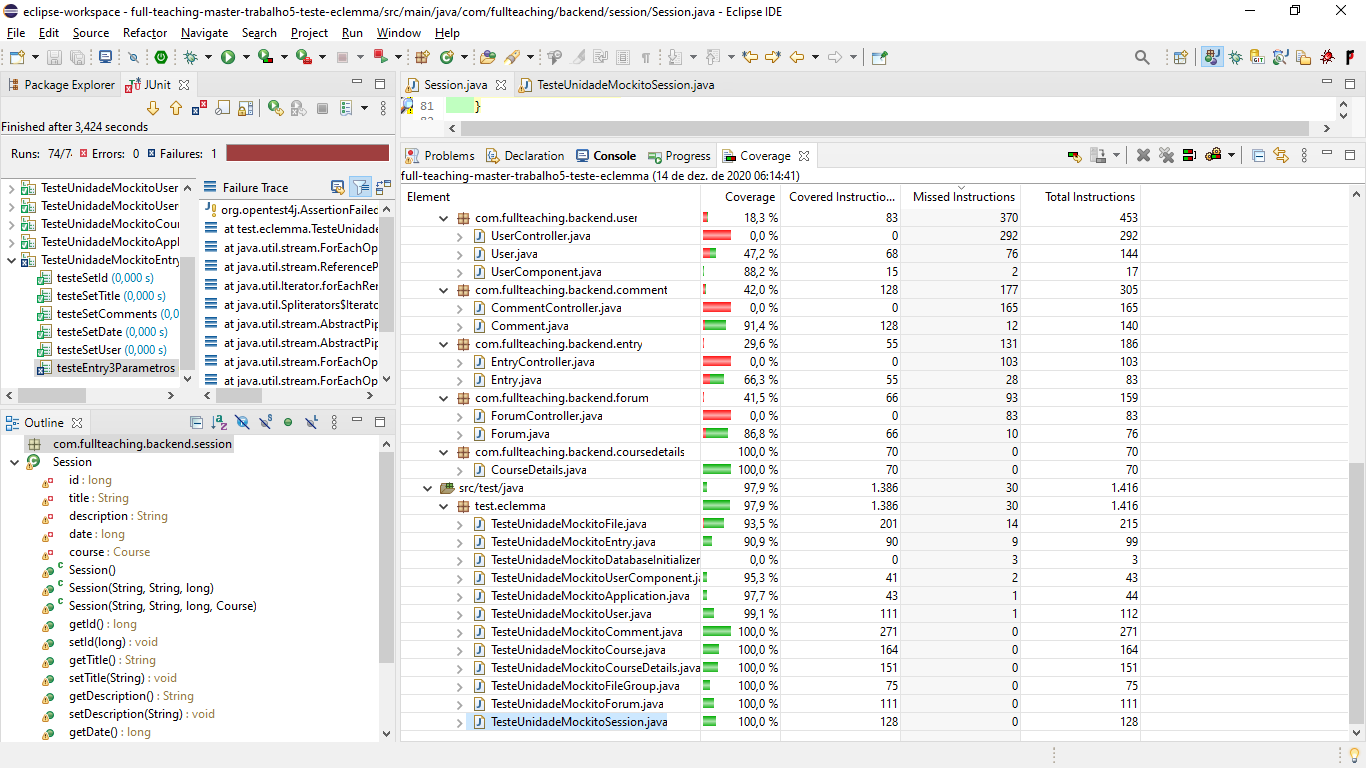 eclipse-workspace - full-teaching-master-trabalho5-teste-eclemma/src/main/java/com/fullteaching/backend/session/Session.java - Eclipse IDE
File Edit Source Refactor Navigate Search Project Run Window Help
Package Explorer JUnit
Finished after 3,424 seconds
Runs: 74/7 Errors: 0 Failures: 1
TesteUnidadeMockitoUser
TesteUnidadeMockitoUser
TesteUnidadeMockitoCour
TesteUnidadeMockitoAppl
TesteUnidadeMockitoEntry
testeSetId (0,000 s)
testeSetTitle (0,000 s)
testeSetComments (0,0
testeSetDate (0,000 s)
testeSetUser (0,000 s)
testeEntry3Parametros
Failure Trace
org.opentest4j.AssertionFailed
at test.eclemma.TesteUnidade
at java.util.stream.ForEachOp
at java.util.stream.ReferenceP
at java.util.Iterator.forEachRer
at java.util.Spliterators$Iterato
at java.util.stream.AbstractPip
at java.util.stream.AbstractPip
at java.util.stream.ForEachOp
at java.util.stream.ForEachOp
Outline
com.fullteaching.backend.session
Session
id : long
title : String
description : String
date : long
course : Course
Session()
Session(String, String, long)
Session(String, String, long, Course)
getId() : long
setId(long) : void
getTitle() : String
setTitle(String) : void
getDescription() : String
setDescription(String) : void
getDate() : long
Session.java TesteUnidadeMockitoSession.java
81 }
Problems Declaration Console Progress Coverage
full-teaching-master-trabalho5-teste-eclemma (14 de dez. de 2020 06:14:41)
Element Coverage Covered Instructio... Missed Instructions Total Instructions
com.fullteaching.backend.user 18,3 % 83 370 453
UserController.java 0,0 % 0 292 292
User.java 47,2 % 68 76 144
UserComponent.java 88,2 % 15 2 17
com.fullteaching.backend.comment 42,0 % 128 177 305
CommentController.java 0,0 % 0 165 165
Comment.java 91,4 % 128 12 140
com.fullteaching.backend.entry 29,6 % 55 131 186
EntryController.java 0,0 % 0 103 103
Entry.java 66,3 % 55 28 83
com.fullteaching.backend.forum 41,5 % 66 93 159
ForumController.java 0,0 % 0 83 83
Forum.java 86,8 % 66 10 76
com.fullteaching.backend.coursedetails 100,0 % 70 0 70
CourseDetails.java 100,0 % 70 0 70
src/test/java 97,9 % 1.386 30 1.416
test.eclemma 97,9 % 1.386 30 1.416
TesteUnidadeMockitoFile.java 93,5 % 201 14 215
TesteUnidadeMockitoEntry.java 90,9 % 90 9 99
TesteUnidadeMockitoDatabaseInitializer 0,0 % 0 3 3
TesteUnidadeMockitoUserComponent.j 95,3 % 41 2 43
TesteUnidadeMockitoApplication.java 97,7 % 43 1 44
TesteUnidadeMockitoUser.java 99,1 % 111 1 112
TesteUnidadeMockitoComment.java 100,0 % 271 0 271
TesteUnidadeMockitoCourse.java 100,0 % 164 0 164
TesteUnidadeMockitoCourseDetails.java 100,0 % 151 0 151
TesteUnidadeMockitoFileGroup.java 100,0 % 75 0 75
TesteUnidadeMockitoForum.java 100,0 % 111 0 111
TesteUnidadeMockitoSession.java 100,0 % 128 0 128